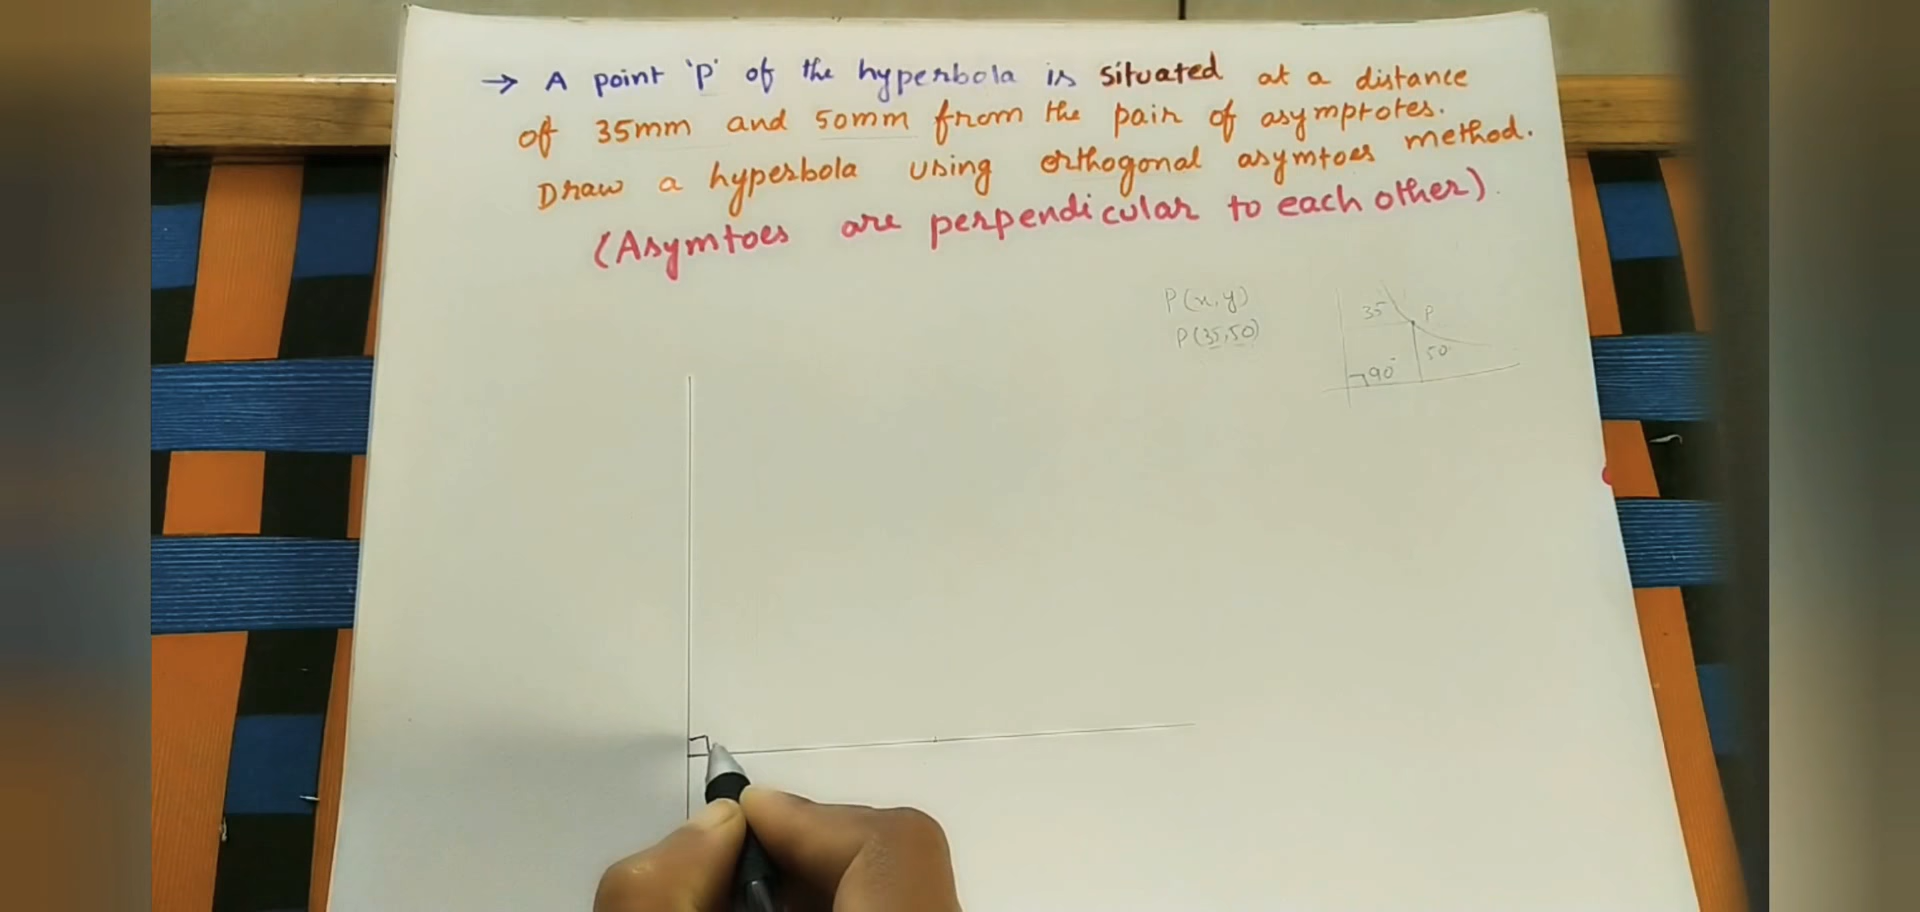 → A point 'P' of the hyperbola is situated at a distance
of 35mm and 50mm from the pair of asymptotes.
Draw a hyperbola using orthogonal asymtoes method.
(Asymtoes are perpendicular to each other)
P(x,y)
P(35,50)
35 P
50
90°